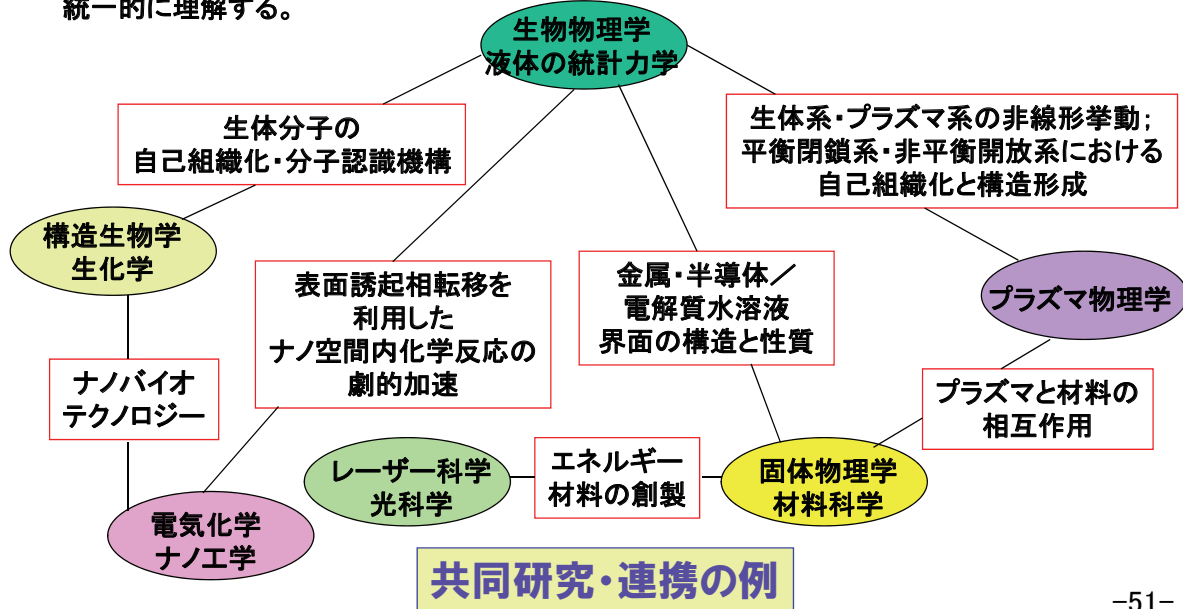 統一的に理解する。
生物物理学
液体の統計力学
生体分子の
自己組織化・分子認識機構
生体系・プラズマ系の非線形挙動；
平衡閉鎖系・非平衡開放系における
自己組織化と構造形成
構造生物学
生化学
表面誘起相転移を
利用した
ナノ空間内化学反応の
劇的加速
金属・半導体／
電解質水溶液
界面の構造と性質
プラズマ物理学
ナノバイオ
テクノロジー
プラズマと材料の
相互作用
レーザー科学
光科学
エネルギー
材料の創製
固体物理学
材料科学
電気化学
ナノ工学
共同研究・連携の例
-51-